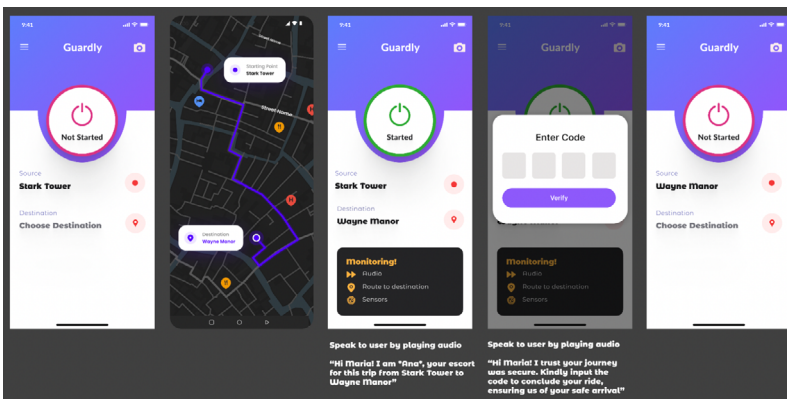 9:41
Guardly
Not Started
Source
Stark Tower
Destination
Choose Destination
Street Name
Starting Point
Stark Tower
Street Name
Destination
Wayne Manor
9:41
Guardly
Started
Source
Stark Tower
Destination
Wayne Manor
Monitoring!
Audio
Route to destination
Sensors
Speak to user by playing audio
“Hi Maria! I am "Ana", your escort
for this trip from Stark Tower to
Wayne Manor”
9:41
Guardly
Enter Code
Verify
Monitoring!
Audio
Route to destination
Sensors
Speak to user by playing audio
“Hi Maria! I trust your journey
was secure. Kindly input the
code to conclude your ride,
ensuring us of your safe arrival”
9:41
Guardly
Not Started
Source
Wayne Manor
Destination
Choose Destination